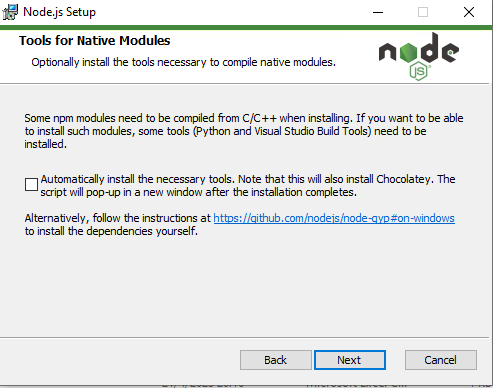 Node.js Setup
Tools for Native Modules
Optionally install the tools necessary to compile native modules.
node
JS
Some npm modules need to be compiled from C/C++ when installing. If you want to be able
to install such modules, some tools (Python and Visual Studio Build Tools) need to be
installed.
Automatically install the necessary tools. Note that this will also install Chocolatey. The
script will pop-up in a new window after the installation completes.
Alternatively, follow the instructions at https://github.com/nodejs/node-gyp#on-windows
to install the dependencies yourself.
Back
Next
Cancel